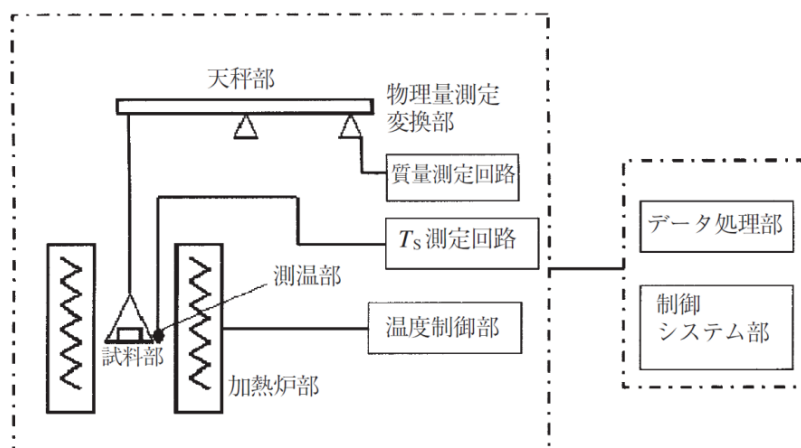 天秤部
物理量測定
変換部
質量測定回路
TS 測定回路
測温部
温度制御部
試料部
加熱炉部
データ処理部
制御
システム部